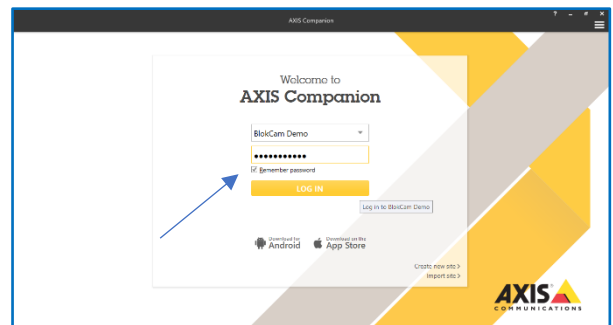 AXIS Companion
Welcome to
AXIS Companion
BlokCam Demo
Remember password
LOG IN
Log in to BlokCam Demo
Download for
Android
Download on the
App Store
Create new site >
Import site >
AXIS
COMMUNICATIONS